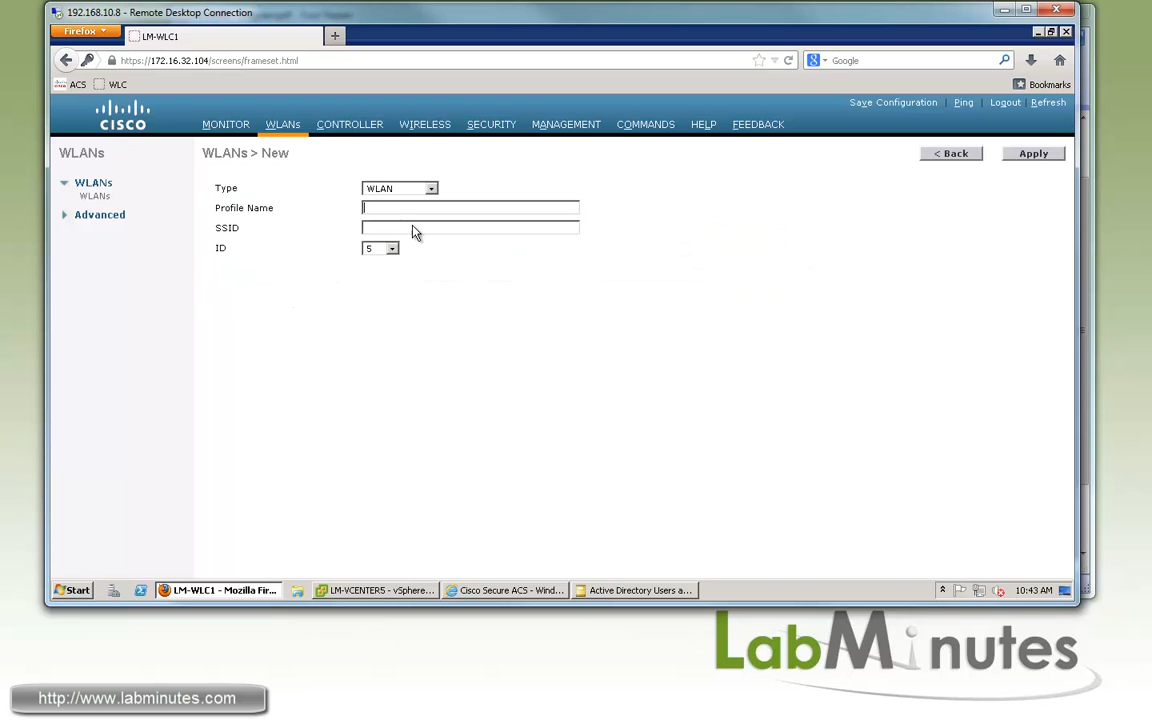 192.168.10.8 - Remote Desktop Connection
Firefox
LM-WLC1
https://172.16.32.104/screens/frameset.html
Google
ACS
WLC
Bookmarks
Save Configuration | Ping | Logout | Refresh
CISCO
MONITOR WLANs CONTROLLER WIRELESS SECURITY MANAGEMENT COMMANDS HELP FEEDBACK
WLANs
WLANs > New
< Back
Apply
WLANs
WLANs
Advanced
Type WLAN
Profile Name
SSID
ID 5
Start
LM-WLC1 - Mozilla Fir...
LM-VCENTER5 - vSphere...
Cisco Secure ACS - Wind...
Active Directory Users a...
10:43 AM
LabMinutes
http://www.labminutes.com